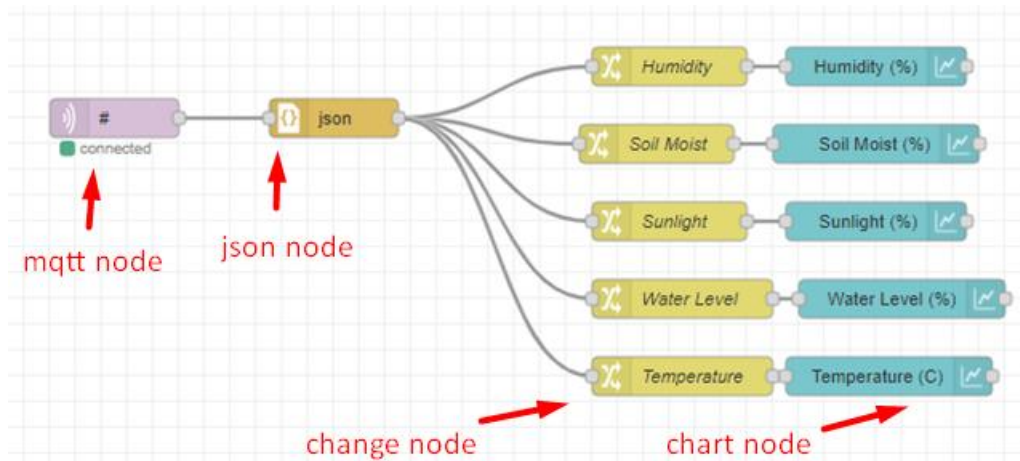 Humidity
Humidity (%)
#
json
connected
Soil Moist
Soil Moist (%)
Sunlight
Sunlight (%)
mqtt node
json node
Water Level
Water Level (%)
Temperature
Temperature (C)
change node
chart node